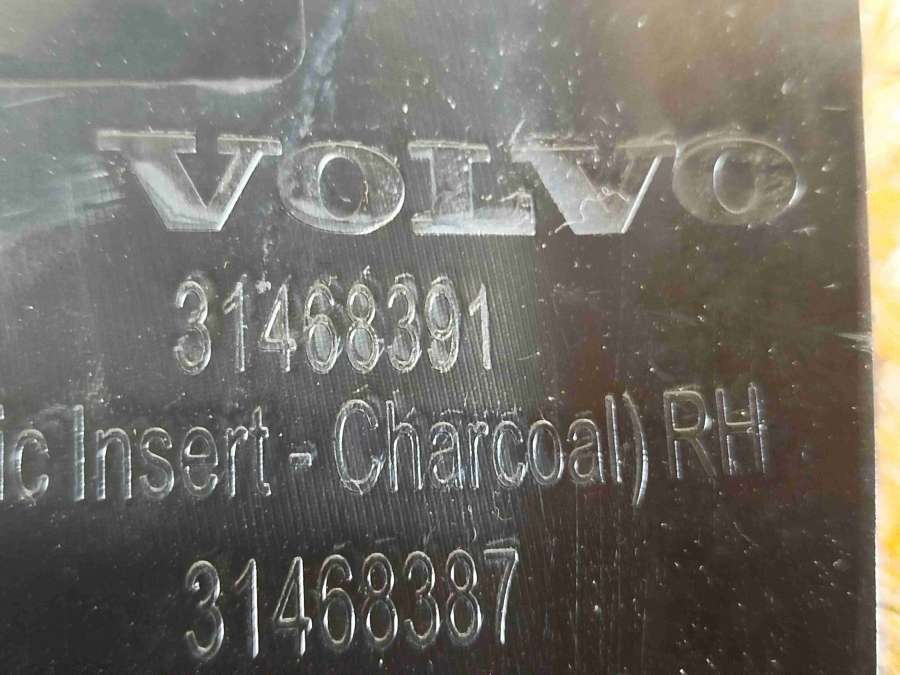 VOLVO
31468391
ic Insert - Charcoal) RH
31468387